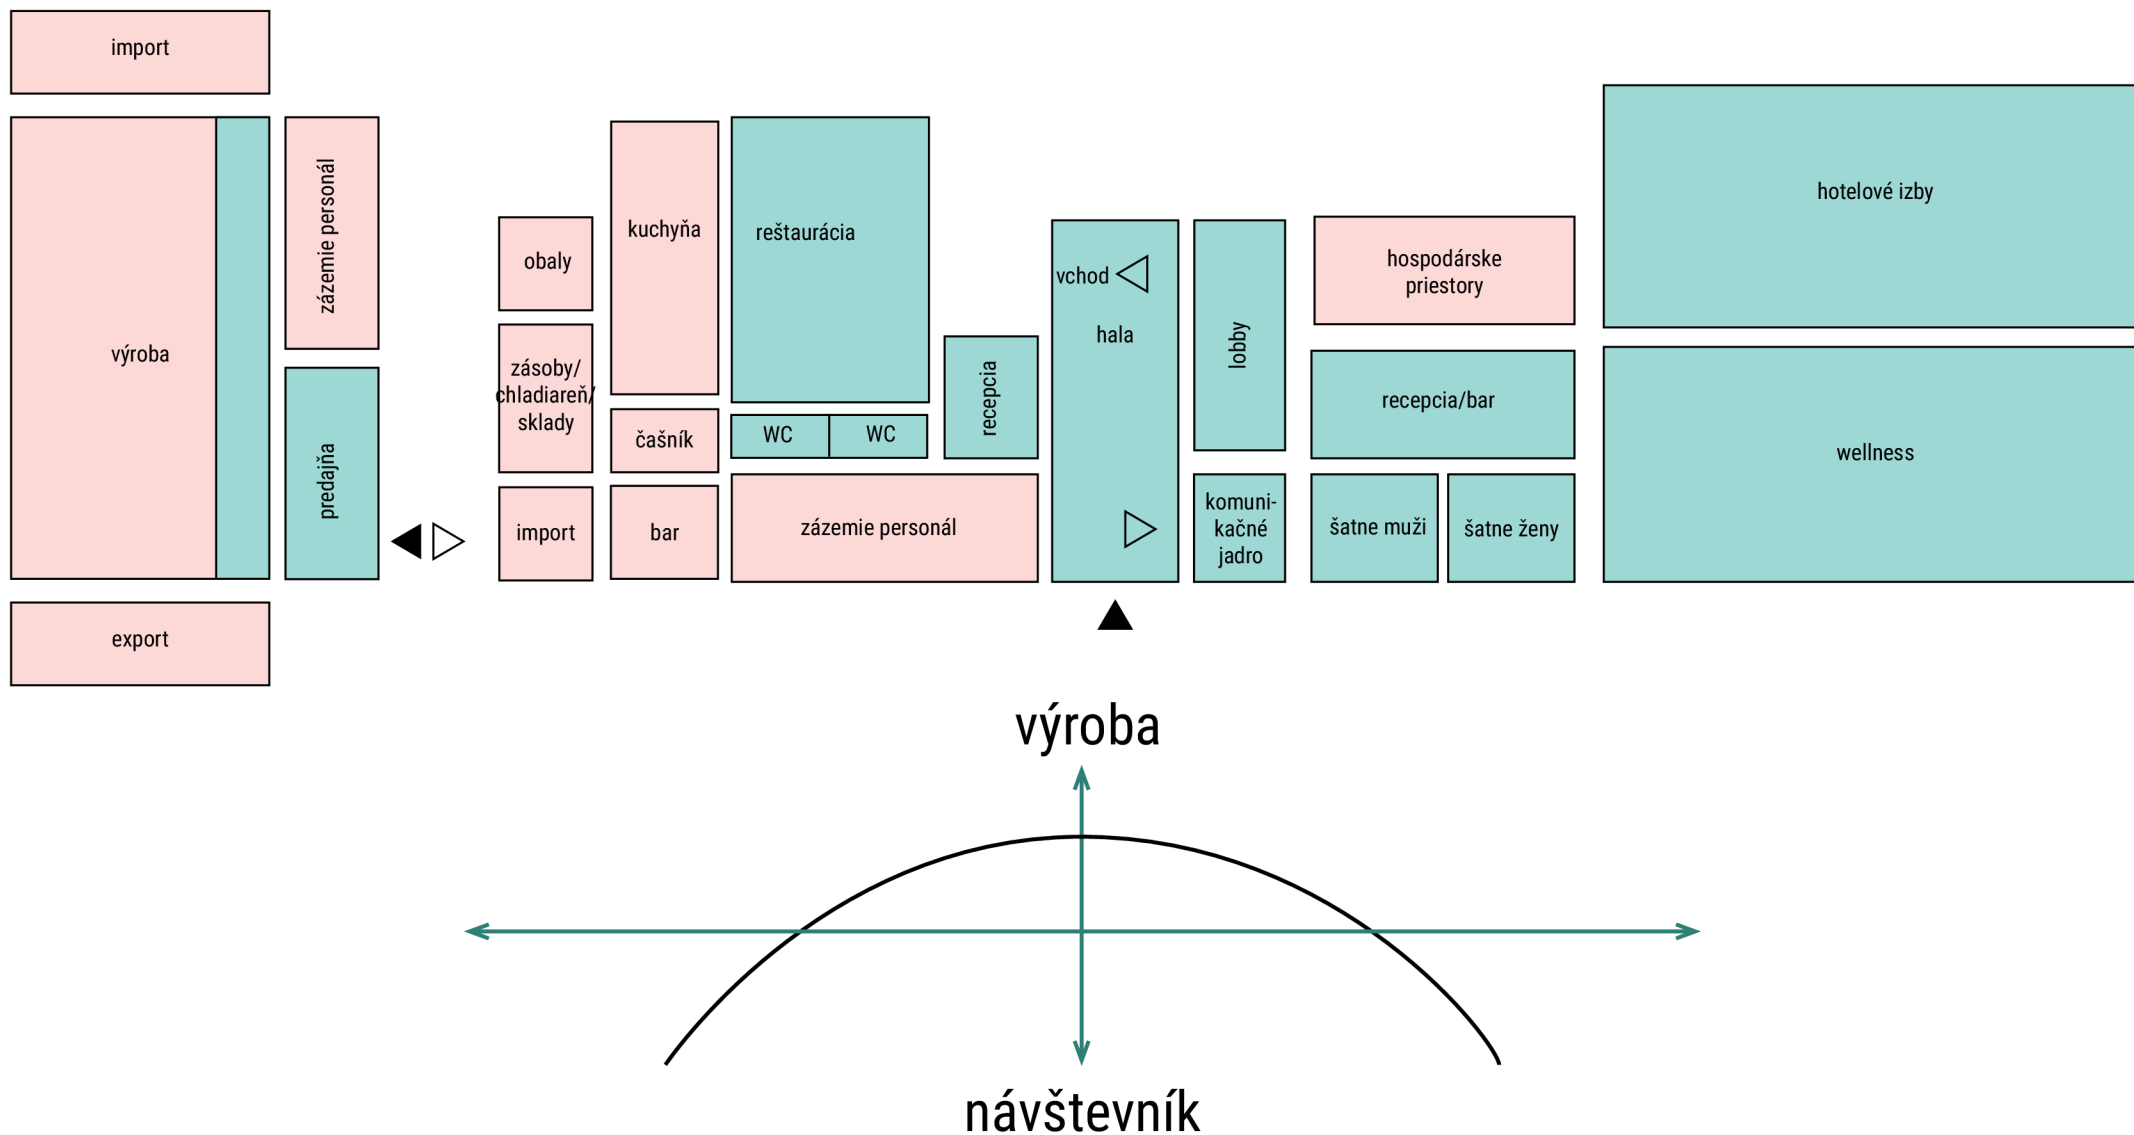 import
výroba
export
zázemie personál
predajňa
obaly
zásoby/
chladiareň/
sklady
import
kuchyňa
čašník
bar
reštaurácia
WC
WC
zázemie personál
recepcia
vchod
hala
lobby
komuni-
kačné
jadro
hospodárske
priestory
recepcia/bar
šatne muži
šatne ženy
hotelové izby
wellness
výroba
návštevník